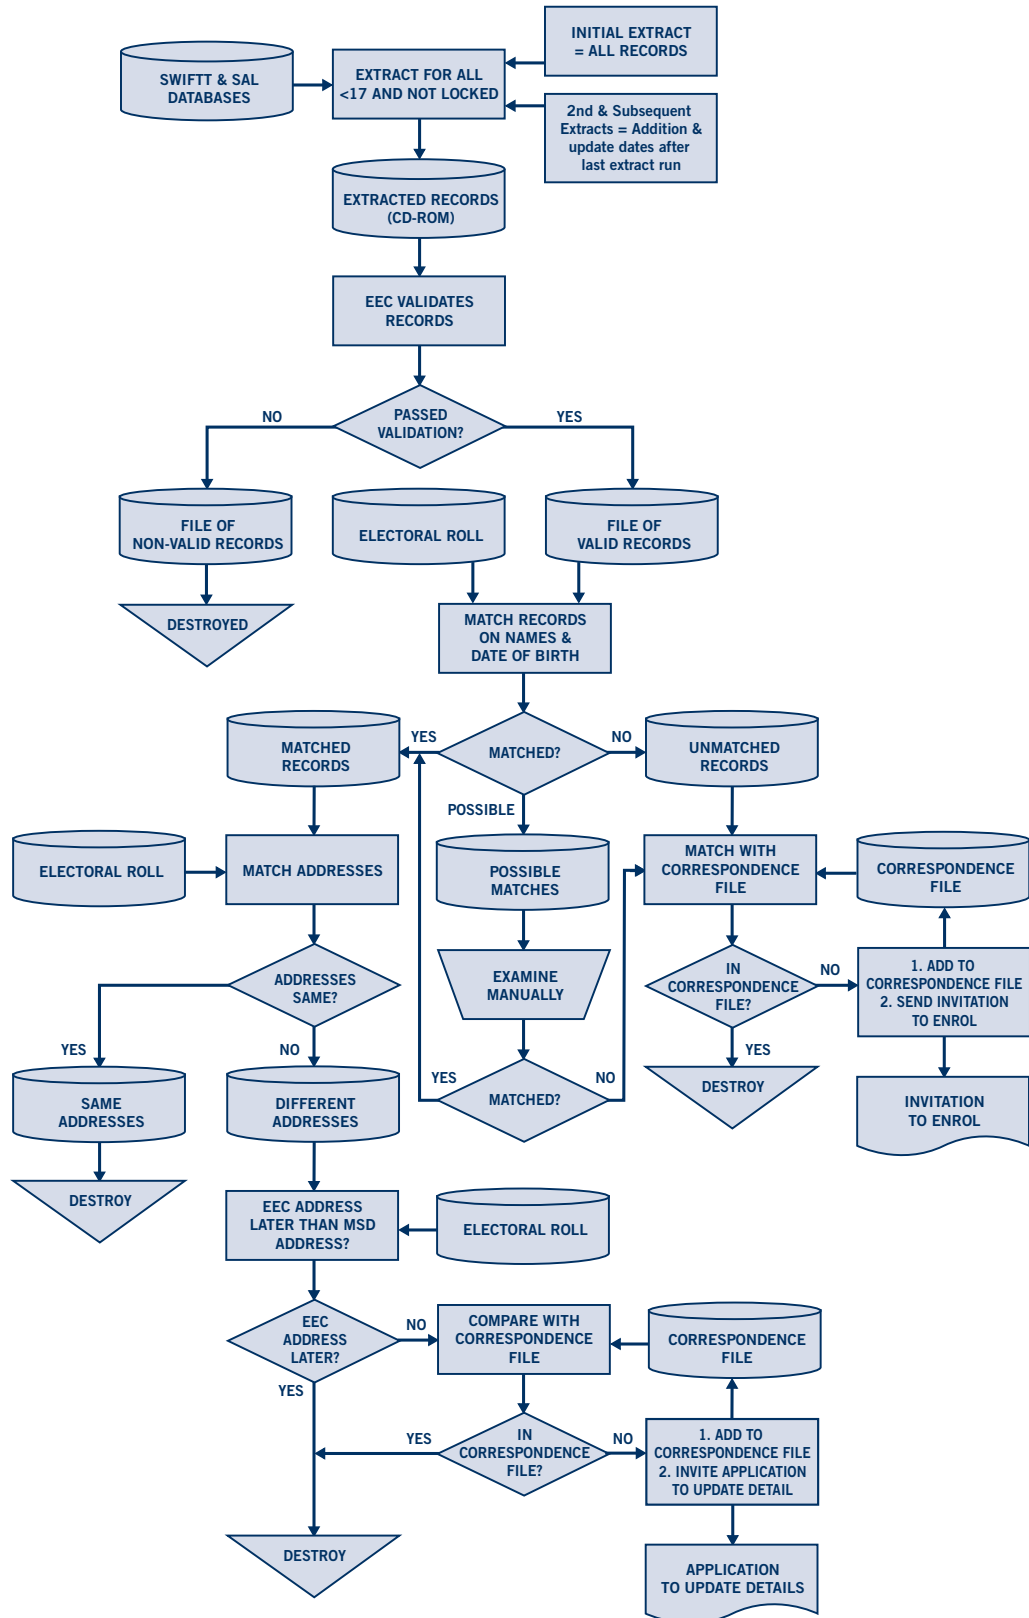 INITIAL EXTRACT
= ALL RECORDS
SWIFTT & SAL
DATABASES
EXTRACT FOR ALL
<17 AND NOT LOCKED
2nd & Subsequent
Extracts = Addition &
update dates after
last extract run
EXTRACTED RECORDS
(CD-ROM)
EEC VALIDATES
RECORDS
PASSED
VALIDATION?
NO
YES
FILE OF
NON-VALID RECORDS
ELECTORAL ROLL
FILE OF
VALID RECORDS
DESTROYED
MATCH RECORDS
ON NAMES &
DATE OF BIRTH
MATCHED
RECORDS
YES
MATCHED?
NO
UNMATCHED
RECORDS
POSSIBLE
ELECTORAL ROLL
MATCH ADDRESSES
POSSIBLE
MATCHES
MATCH WITH
CORRESPONDENCE
FILE
CORRESPONDENCE
FILE
ADDRESSES
SAME?
EXAMINE
MANUALLY
IN
CORRESPONDENCE
FILE?
NO
1. ADD TO
CORRESPONDENCE FILE
2. SEND INVITATION
TO ENROL
YES
NO
YES
SAME
ADDRESSES
DIFFERENT
ADDRESSES
YES
MATCHED?
NO
DESTROY
INVITATION
TO ENROL
DESTROY
EEC ADDRESS
LATER THAN MSD
ADDRESS?
ELECTORAL ROLL
EEC
ADDRESS
LATER?
NO
COMPARE WITH
CORRESPONDENCE
FILE
CORRESPONDENCE
FILE
YES
YES
IN
CORRESPONDENCE
FILE?
NO
1. ADD TO
CORRESPONDENCE FILE
2. INVITE APPLICATION
TO UPDATE DETAIL
DESTROY
APPLICATION
TO UPDATE DETAILS